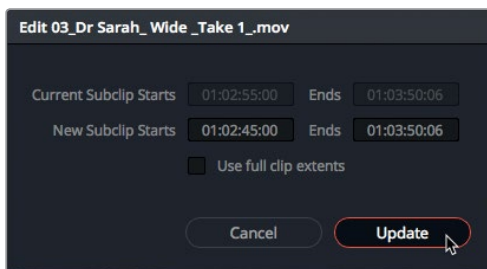 Edit 03_Dr Sarah_ Wide _Take 1_.mov
Current Subclip Starts 01:02:55:00 Ends 01:03:50:06
New Subclip Starts 01:02:45:00 Ends 01:03:50:06
Use full clip extents
Cancel Update